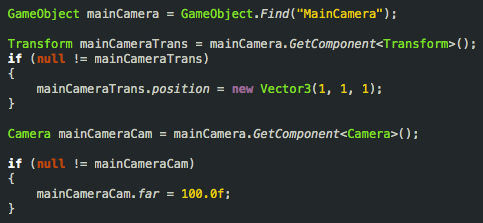 GameObject mainCamera = GameObject.Find("MainCamera");
Transform mainCameraTrans = mainCamera.GetComponent<Transform>();
if (null != mainCameraTrans)
{
    mainCameraTrans.position = new Vector3(1, 1, 1);
}
Camera mainCameraCam = mainCamera.GetComponent<Camera>();
if (null != mainCameraCam)
{
    mainCameraCam.far = 100.0f;
}